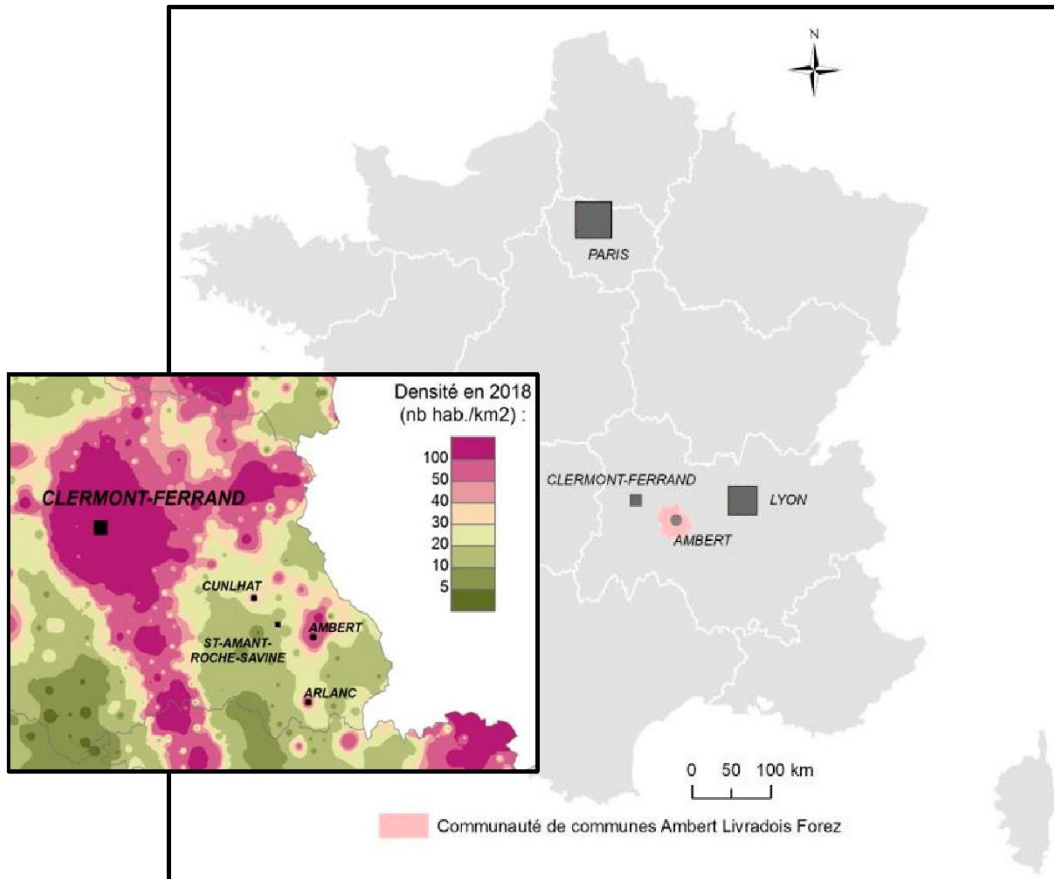 N
PARIS
CLERMONT-FERRAND
LYON
AMBERT
Densité en 2018
(nb hab./km2) :
100
50
40
30
20
10
5
CLERMONT-FERRAND
CUNLHAT
AMBERT
ST-AMANT-
ROCHE-SAVINE
ARLANC
0 50 100 km
Communauté de communes Ambert Livradois Forez